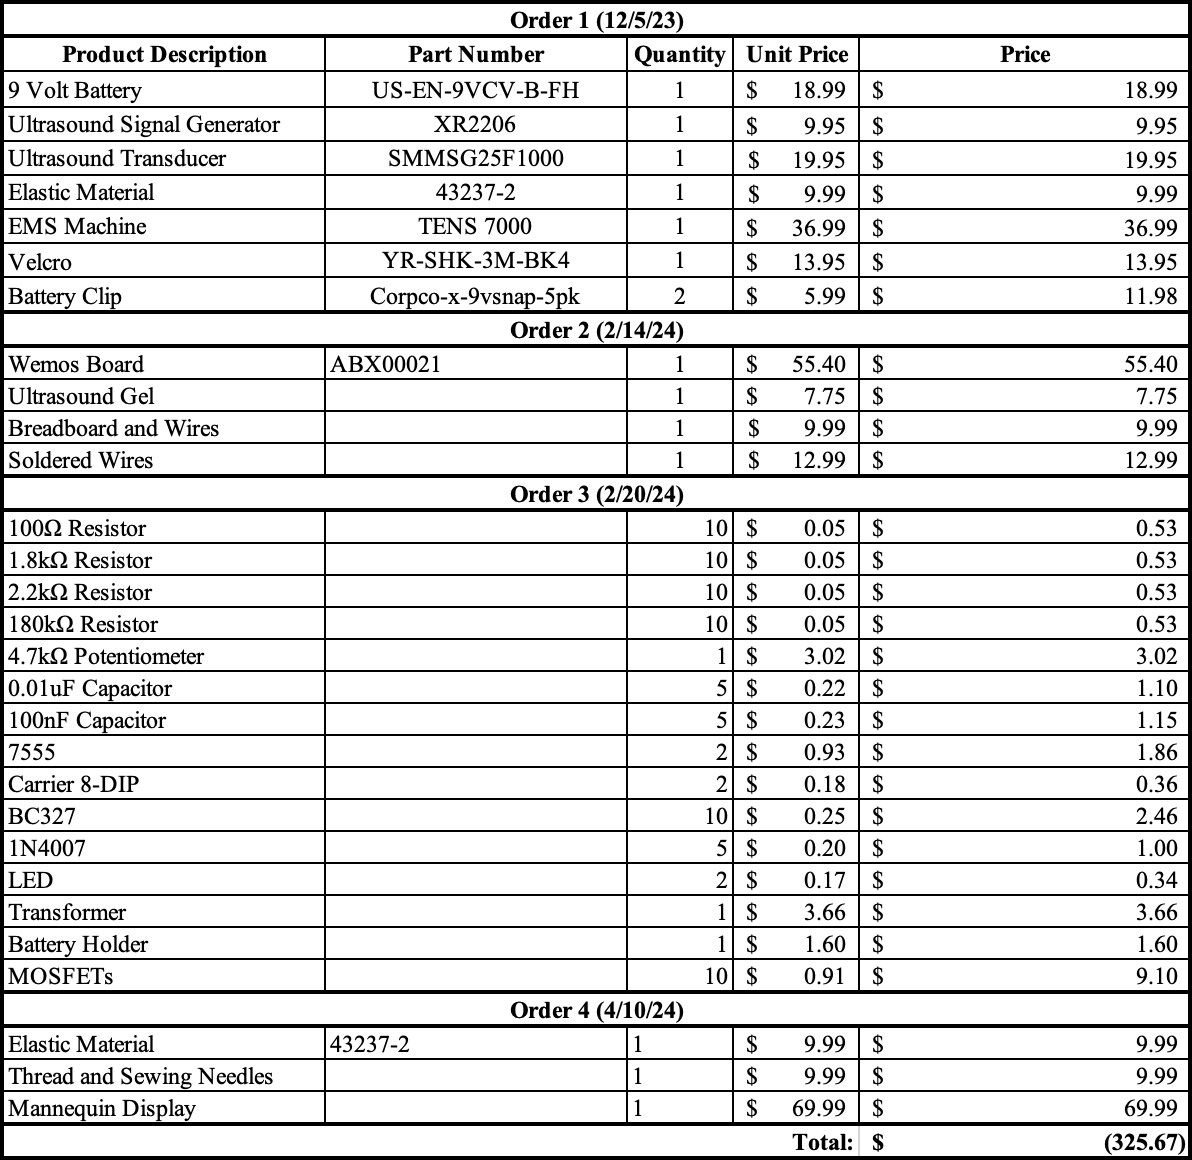 Order 1 (12/5/23)
Product Description Part Number Quantity Unit Price Price
9 Volt Battery US-EN-9VCV-B-FH 1 $ 18.99 $ 18.99
Ultrasound Signal Generator XR2206 1 $ 9.95 $ 9.95
Ultrasound Transducer SMMSG25F1000 1 $ 19.95 $ 19.95
Elastic Material 43237-2 1 $ 9.99 $ 9.99
EMS Machine TENS 7000 1 $ 36.99 $ 36.99
Velcro YR-SHK-3M-BK4 1 $ 13.95 $ 13.95
Battery Clip Corpco-x-9vsnap-5pk 2 $ 5.99 $ 11.98
Order 2 (2/14/24)
Wemos Board ABX00021 1 $ 55.40 $ 55.40
Ultrasound Gel 1 $ 7.75 $ 7.75
Breadboard and Wires 1 $ 9.99 $ 9.99
Soldered Wires 1 $ 12.99 $ 12.99
Order 3 (2/20/24)
100Ω Resistor 10 $ 0.05 $ 0.53
1.8kΩ Resistor 10 $ 0.05 $ 0.53
2.2kΩ Resistor 10 $ 0.05 $ 0.53
180kΩ Resistor 10 $ 0.05 $ 0.53
4.7kΩ Potentiometer 1 $ 3.02 $ 3.02
0.01uF Capacitor 5 $ 0.22 $ 1.10
100nF Capacitor 5 $ 0.23 $ 1.15
7555 2 $ 0.93 $ 1.86
Carrier 8-DIP 2 $ 0.18 $ 0.36
BC327 10 $ 0.25 $ 2.46
1N4007 5 $ 0.20 $ 1.00
LED 2 $ 0.17 $ 0.34
Transformer 1 $ 3.66 $ 3.66
Battery Holder 1 $ 1.60 $ 1.60
MOSFETs 10 $ 0.91 $ 9.10
Order 4 (4/10/24)
Elastic Material 43237-2 1 $ 9.99 $ 9.99
Thread and Sewing Needles 1 $ 9.99 $ 9.99
Mannequin Display 1 $ 69.99 $ 69.99
Total: $ (325.67)